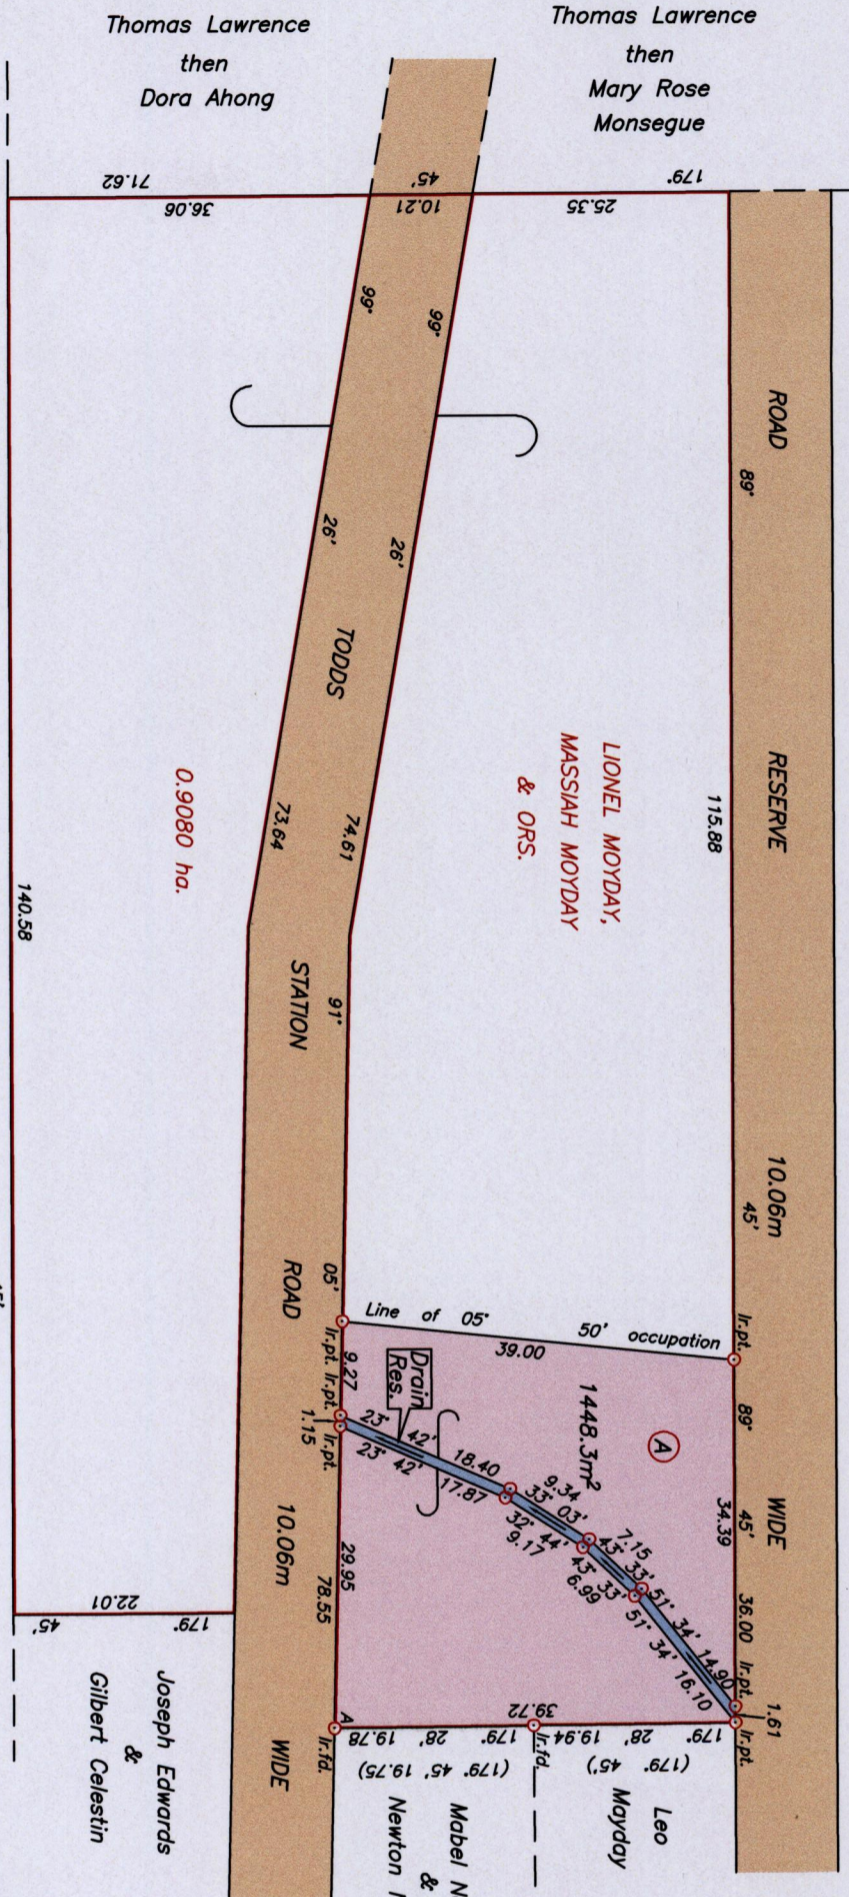 Thomas Lawrence
then
Dora Ahong
Thomas Lawrence
then
Mary Rose
Monsegue
71.62
45'
179°
36.06
10.21
25.35
99°
99°
26'
26'
TODDS
STATION
ROAD
10.06m
WIDE
73.64
74.61
91°
05'
ROAD
RESERVE
10.06m
WIDE
89°
115.88
45'
LIONEL MOYDAY,
MASSIAH MOYDAY
& ORS.
0.9080 ha.
140.58
Line of 05° 50' occupation
39.00
Ir.pt.
Ir.pt.
9.27
Ir.pt.
1.15
Ir.pt.
Drain
Res.
23° 42'
23° 42'
18.40
17.87
9.34
33° 03'
32° 44'
9.17
7.15
43° 33'
43° 33'
6.99
51° 34'
14.90
51° 34'
16.10
1448.3m²
A
89°
45'
34.39
36.00
Ir.pt.
1.61
Ir.pt.
29.95
78.55
A
Ir.fd.
39.72
179° 28' 19.78
(179° 45' 19.75)
Ir.fd.
179° 28' 19.94
(179° 45')
Leo
Mayday
Mabel N
&
Newton
179°
22.01
45'
Joseph Edwards
&
Gilbert Celestin